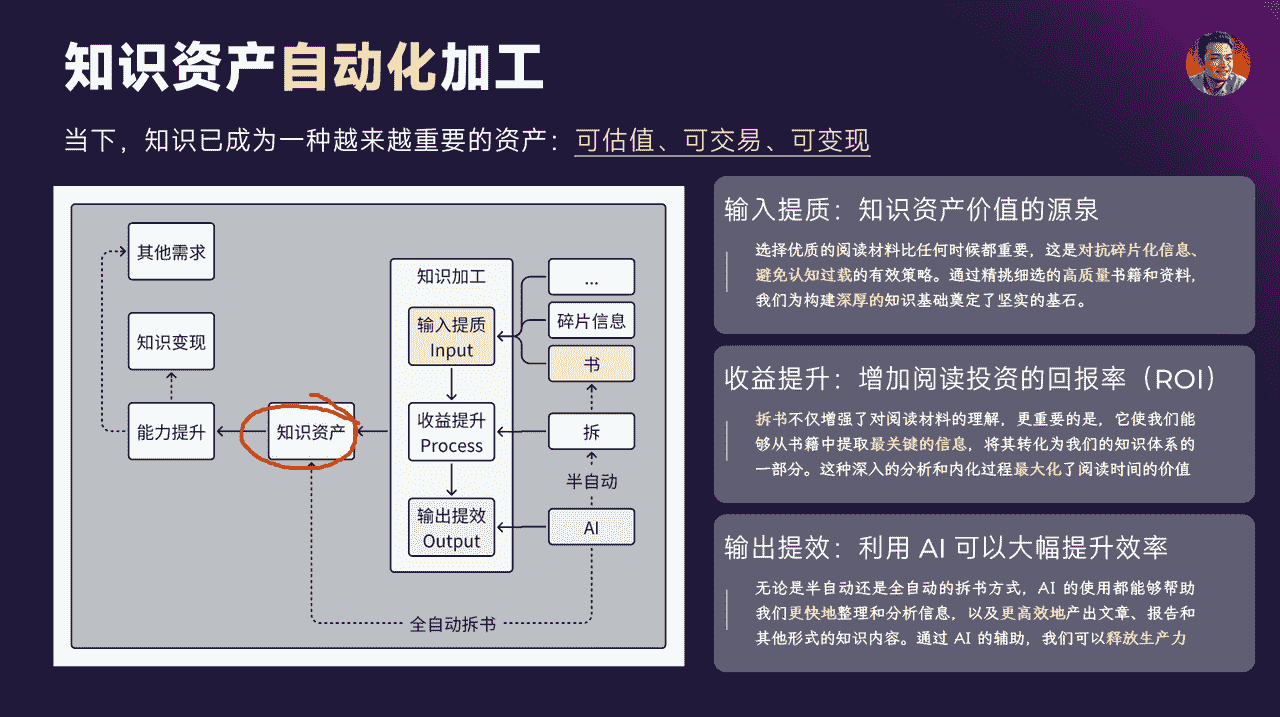 知识资产自动化加工
当下，知识已成为一种越来越重要的资产：可估值、可交易、可变现
其他需求
知识变现
能力提升
知识资产
知识加工
输入提质
Input
收益提升
Process
输出提效
Output
...
碎片信息
书
拆
半自动
AI
全自动拆书
输入提质：知识资产价值的源泉
选择优质的阅读材料比任何时候都重要，这是对抗碎片化信息、
避免认知过载的有效策略。通过精挑细选的高质量书籍和资料，
我们为构建深厚的知识基础奠定了坚实的基石。
收益提升：增加阅读投资的回报率（ROI）
拆书不仅增强了对阅读材料的理解，更重要的是，它使我们能
够从书籍中提取最关键的信息，将其转化为我们的知识体系的
一部分。这种深入的分析和内化过程最大化了阅读时间的价值
输出提效：利用 AI 可以大幅提升效率
无论是半自动还是全自动的拆书方式，AI 的使用都能够帮助
我们更快地整理和分析信息，以及更高效地产出文章、报告和
其他形式的知识内容。通过 AI 的辅助，我们可以释放生产力